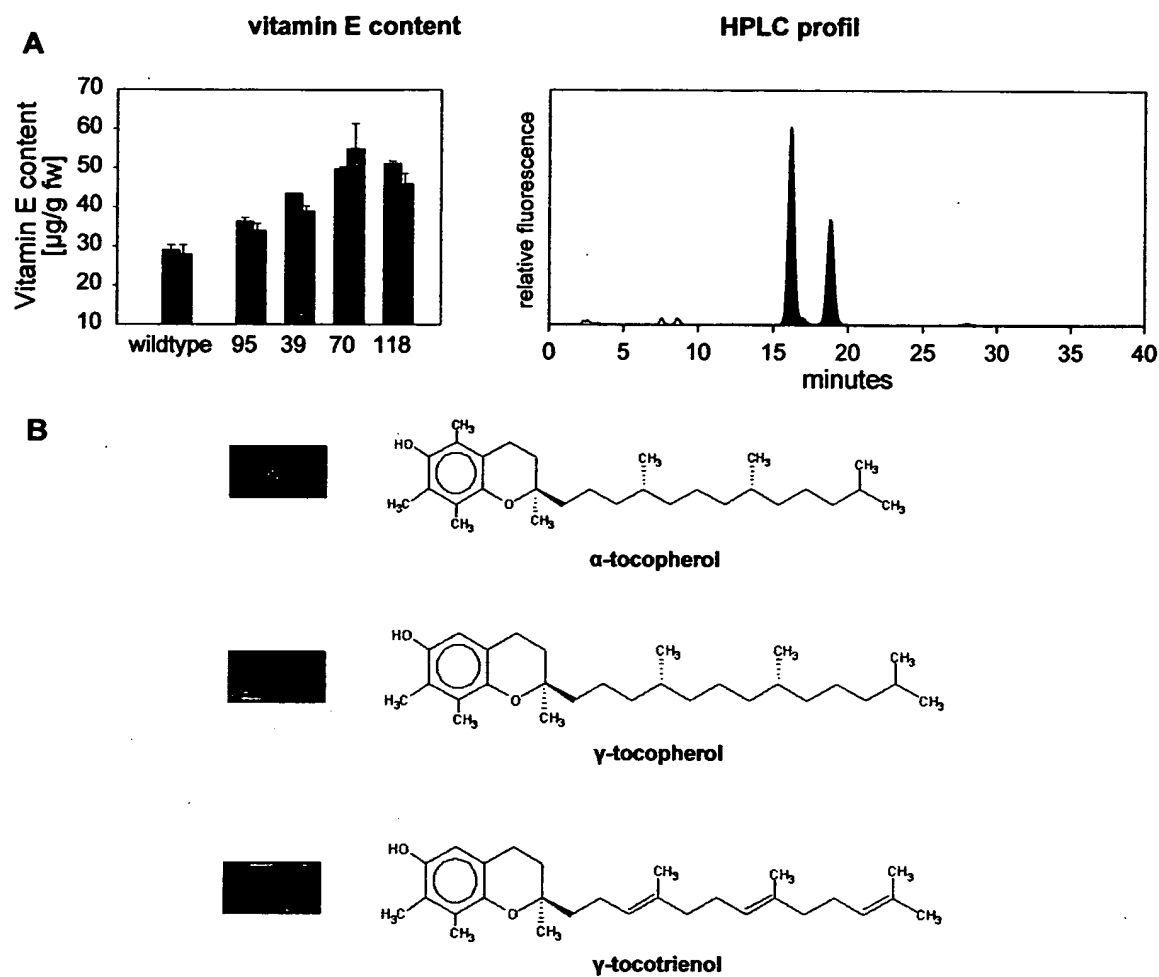 A
vitamin E content
HPLC profil
Vitamin E content
[µg/g fw]
70
60
50
40
30
20
10
wildtype 95 39 70 118
relative fluorescence
0 5 10 15 20 25 30 35 40
minutes
B
HO
CH₃
H₃C
CH₃
O
CH₃
CH₃
CH₃
CH₃
CH₃
α-tocopherol
HO
H₃C
CH₃
O
CH₃
CH₃
CH₃
CH₃
CH₃
γ-tocopherol
HO
H₃C
CH₃
O
CH₃
CH₃
CH₃
CH₃
CH₃
γ-tocotrienol